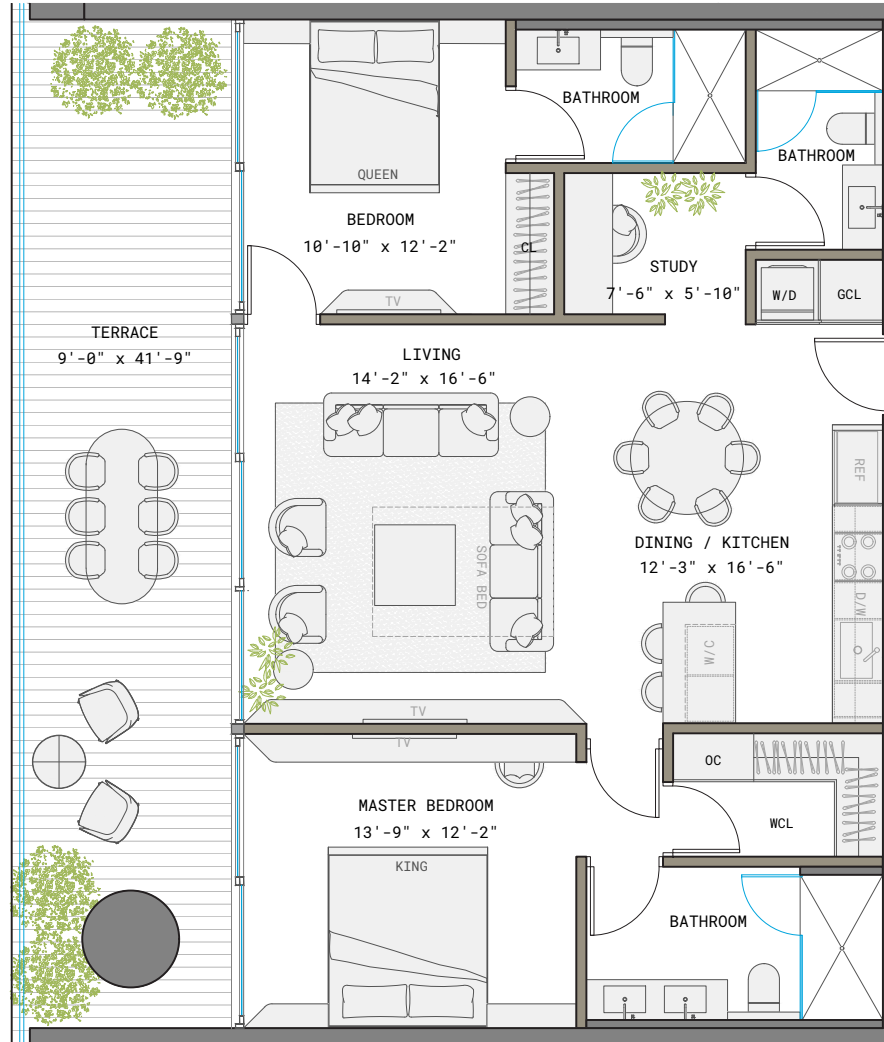 BATHROOM
BATHROOM
QUEEN
BEDROOM
10'-10" x 12'-2"
CL
STUDY
7'-6" x 5'-10"
W/D
GCL
TV
TERRACE
9'-0" x 41'-9"
LIVING
14'-2" x 16'-6"
REF
SOFA BED
DINING / KITCHEN
12'-3" x 16'-6"
D/W
W/C
TV
TV
OC
MASTER BEDROOM
13'-9" x 12'-2"
WCL
KING
BATHROOM